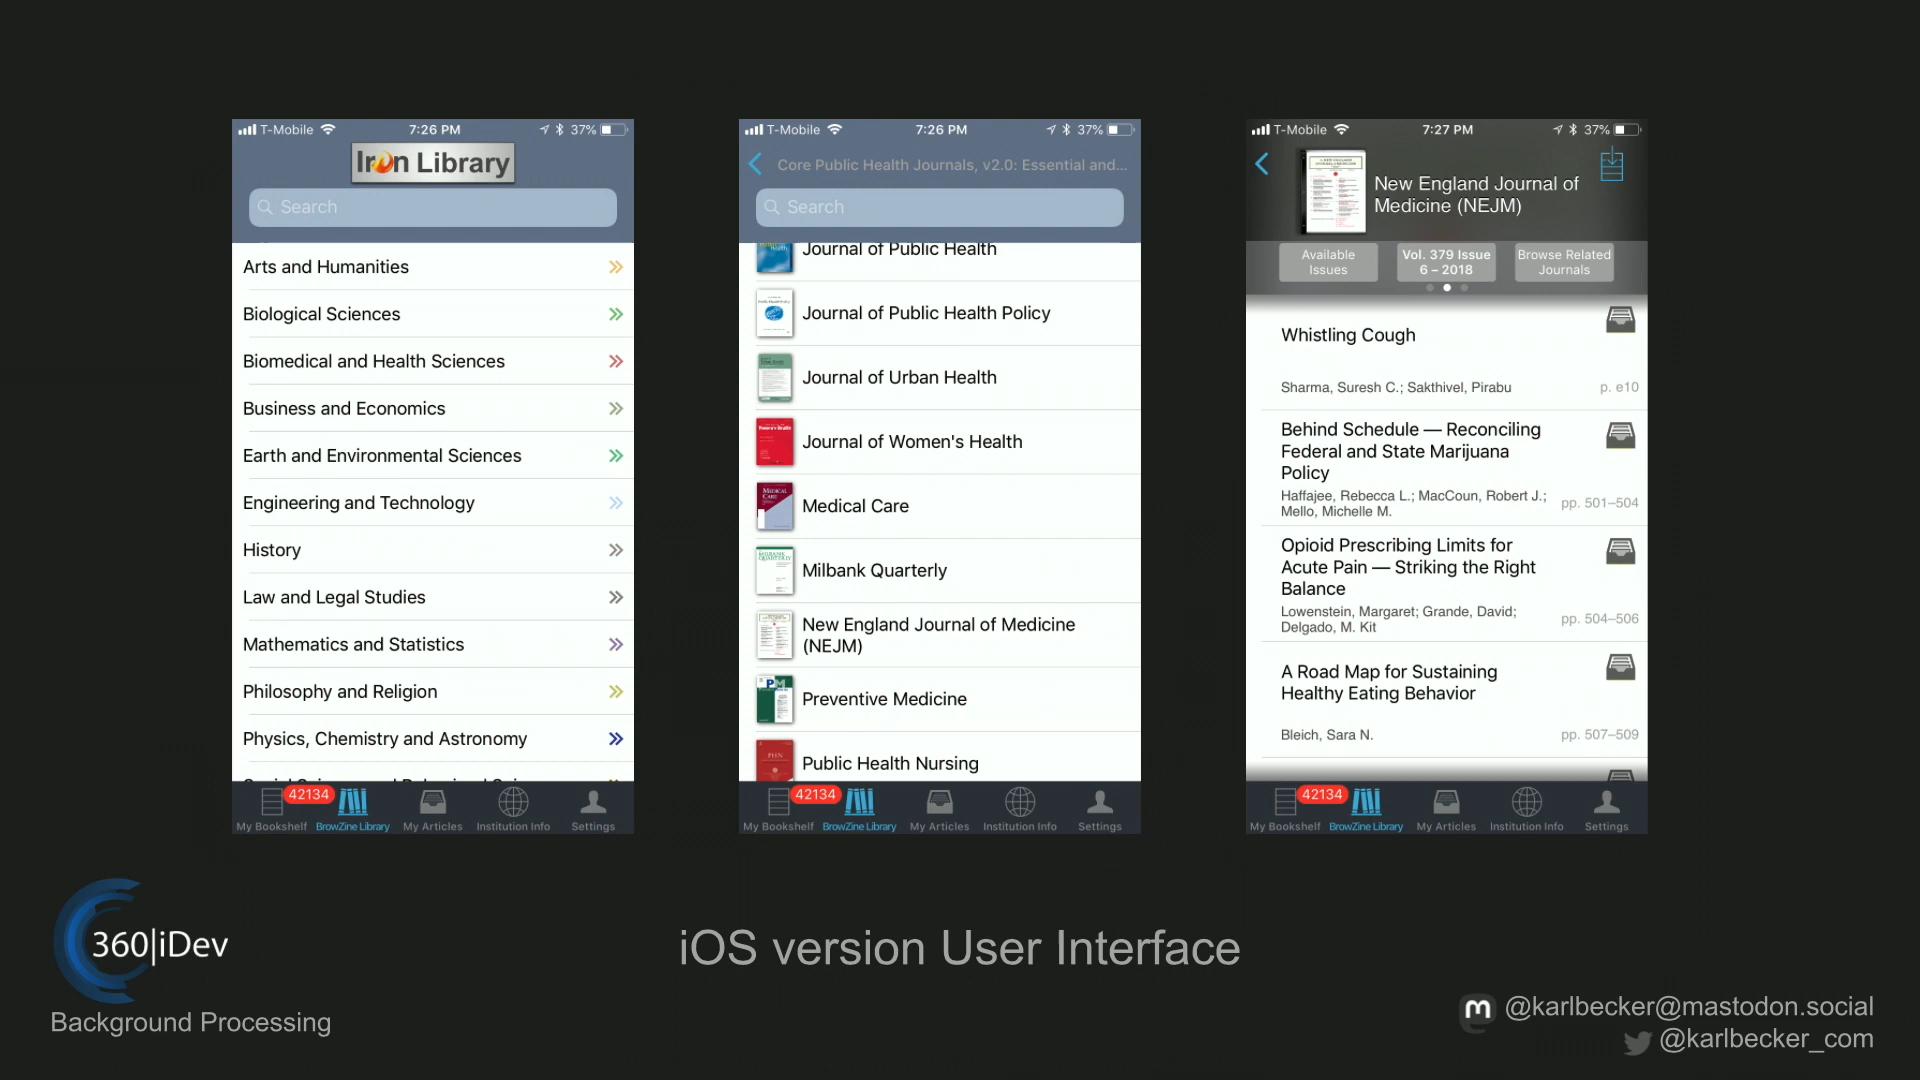 T-Mobile 7:26 PM 37%
Iron Library
Search
Arts and Humanities
Biological Sciences
Biomedical and Health Sciences
Business and Economics
Earth and Environmental Sciences
Engineering and Technology
History
Law and Legal Studies
Mathematics and Statistics
Philosophy and Religion
Physics, Chemistry and Astronomy
42134
My Bookshelf BrowZine Library My Articles Institution Info Settings
T-Mobile 7:26 PM 37%
Core Public Health Journals, v2.0: Essential and...
Search
Journal of Public Health
Journal of Public Health Policy
Journal of Urban Health
Journal of Women's Health
Medical Care
MEDICAL
CARE
Milbank Quarterly
New England Journal of Medicine
(NEJM)
Preventive Medicine
PM
Public Health Nursing
PHN
42134
My Bookshelf BrowZine Library My Articles Institution Info Settings
T-Mobile 7:27 PM 37%
New England Journal of
Medicine (NEJM)
Available
Issues
Vol. 379 Issue
6 – 2018
Browse Related
Journals
Whistling Cough
Sharma, Suresh C.; Sakthivel, Pirabu p. e10
Behind Schedule — Reconciling
Federal and State Marijuana
Policy
Haffajee, Rebecca L.; MacCoun, Robert J.;
Mello, Michelle M. pp. 501–504
Opioid Prescribing Limits for
Acute Pain — Striking the Right
Balance
Lowenstein, Margaret; Grande, David;
Delgado, M. Kit pp. 504–506
A Road Map for Sustaining
Healthy Eating Behavior
Bleich, Sara N. pp. 507–509
42134
My Bookshelf BrowZine Library My Articles Institution Info Settings
360|iDev
Background Processing
iOS version User Interface
@karlbecker@mastodon.social
@karlbecker_com